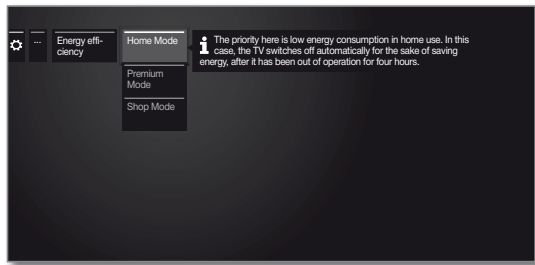 ...
Energy effi-
ciency
Home Mode
The priority here is low energy consumption in home use. In this
case, the TV switches off automatically for the sake of saving
energy, after it has been out of operation for four hours.
Premium
Mode
Shop Mode